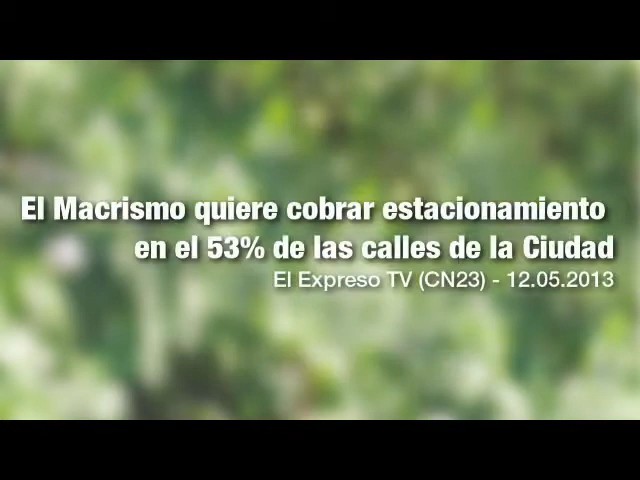 El Macrismo quiere cobrar estacionamiento
en el 53% de las calles de la Ciudad
El Expreso TV (CN23) - 12.05.2013